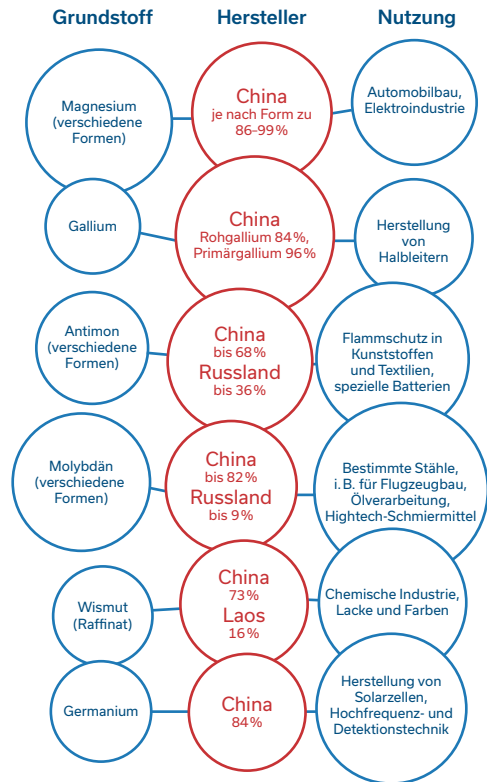 Grundstoff
Hersteller
Nutzung
Magnesium
(verschiedene
Formen)
China
je nach Form zu
86-99%
Automobilbau,
Elektroindustrie
Gallium
China
Rohgallium 84%,
Primärgallium 96%
Herstellung
von
Halbleitern
Antimon
(verschiedene
Formen)
China
bis 68%
Russland
bis 36%
Flammschutz in
Kunststoffen
und Textilien,
spezielle Batterien
Molybdän
(verschiedene
Formen)
China
bis 82%
Russland
bis 9%
Bestimmte Stähle,
i. B. für Flugzeugbau,
Ölverarbeitung,
Hightech-Schmiermittel
Wismut
(Raffinat)
China
73%
Laos
16%
Chemische Industrie,
Lacke und Farben
Germanium
China
84%
Herstellung von
Solarzellen,
Hochfrequenz- und
Detektionstechnik